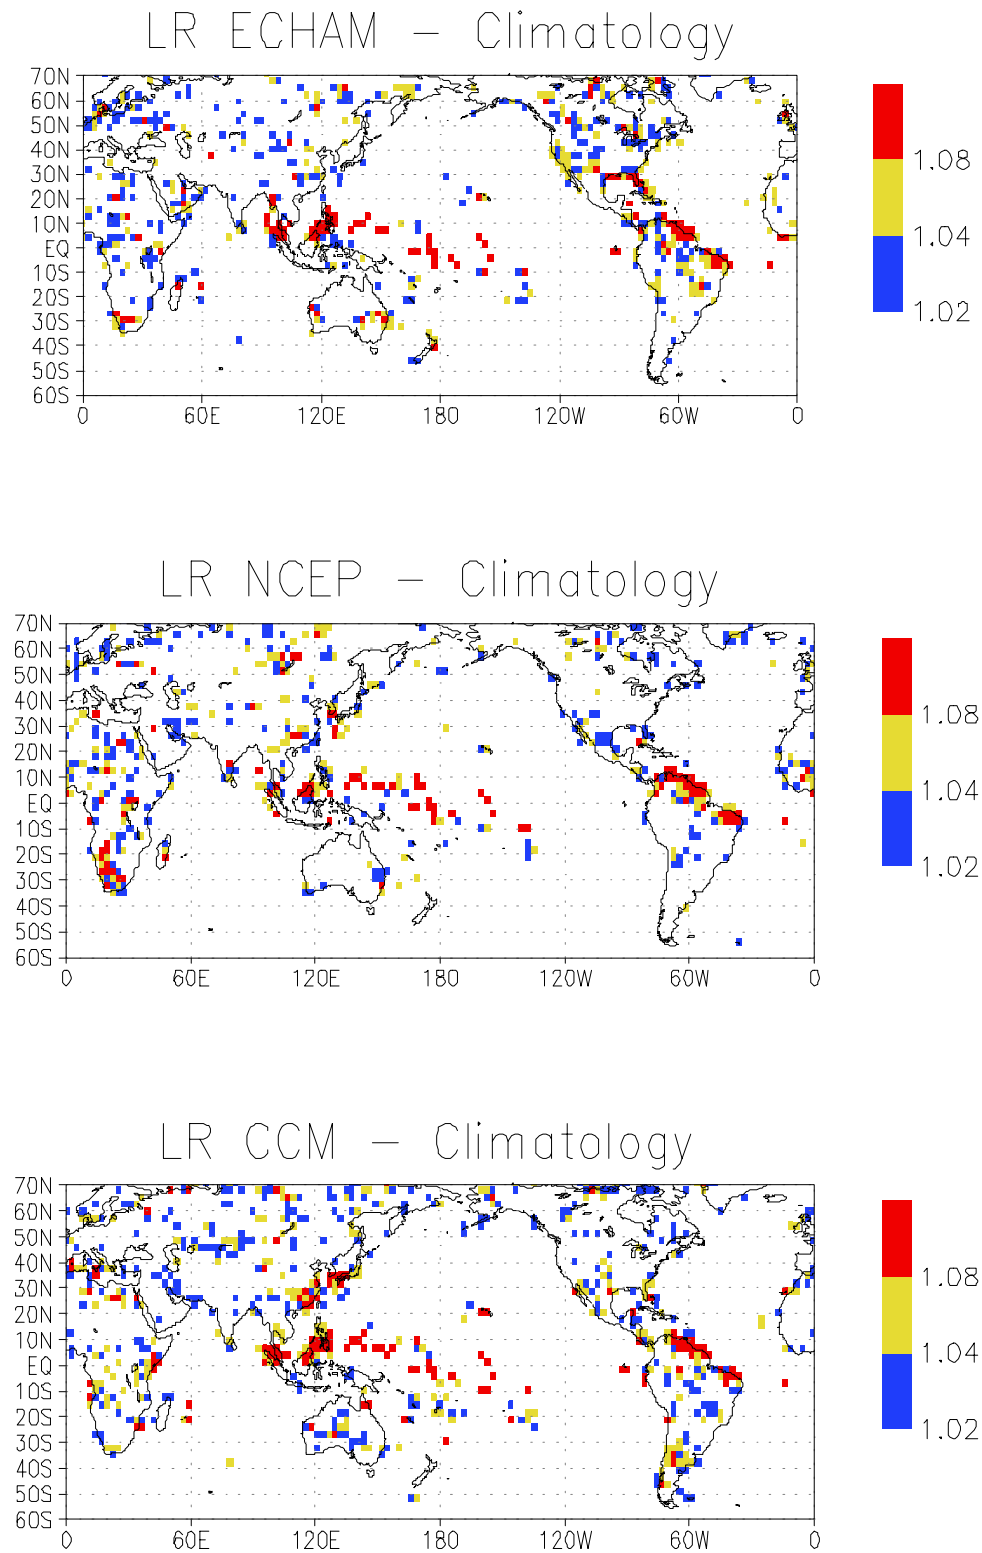 LR ECHAM – Climatology
70N
60N
50N
40N
30N
20N
10N
EQ
10S
20S
30S
40S
50S
60S
0 60E 120E 180 120W 60W 0
1.08
1.04
1.02
LR NCEP – Climatology
70N
60N
50N
40N
30N
20N
10N
EQ
10S
20S
30S
40S
50S
60S
0 60E 120E 180 120W 60W 0
1.08
1.04
1.02
LR CCM – Climatology
70N
60N
50N
40N
30N
20N
10N
EQ
10S
20S
30S
40S
50S
60S
0 60E 120E 180 120W 60W 0
1.08
1.04
1.02